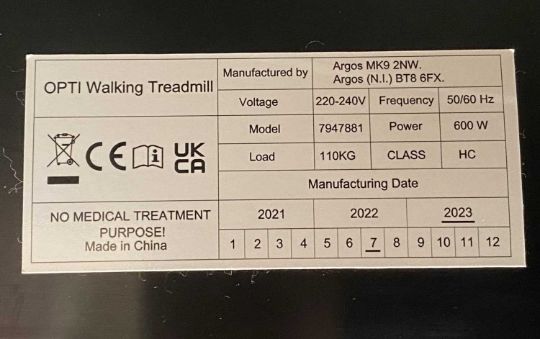 OPTI Walking Treadmill
Manufactured by
Argos MK9 2NW.
Argos (N.I.) BT8 6FX.
Voltage 220-240V Frequency 50/60 Hz
Model 7947881 Power 600 W
Load 110KG CLASS HC
CE UK
CA
Manufacturing Date
NO MEDICAL TREATMENT
PURPOSE!
Made in China
2021 2022 2023
1 2 3 4 5 6 7 8 9 10 11 12